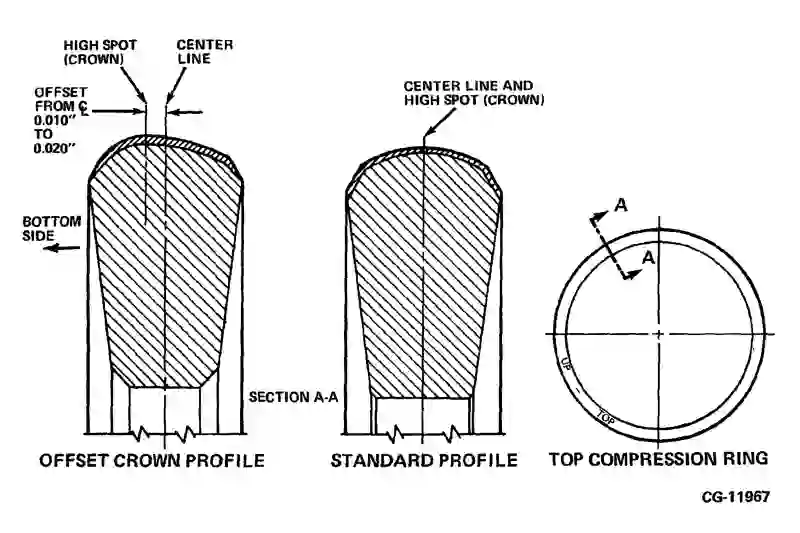 HIGH SPOT
(CROWN)
CENTER
LINE
OFFSET
FROM ℄
0.010"
TO
0.020"
CENTER LINE AND
HIGH SPOT (CROWN)
BOTTOM
SIDE
A
A
UP - TOP
SECTION A-A
OFFSET CROWN PROFILE
STANDARD PROFILE
TOP COMPRESSION RING
CG-11967